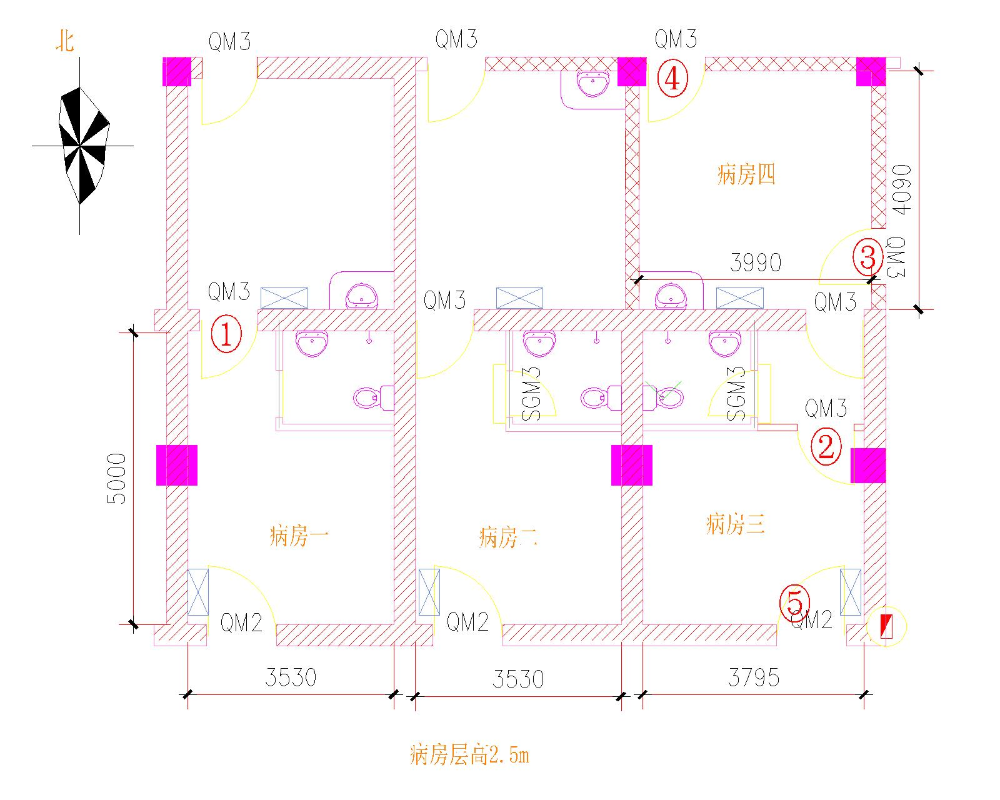 北
QM3
QM3
QM3
④
病房四
4090
③
QM3
3990
QM3
QM3
QM3
①
SGM3
SGM3
QM3
②
5000
病房一
病房二
病房三
⑤
QM2
QM2
QM2
3530
3530
3795
病房层高2.5m